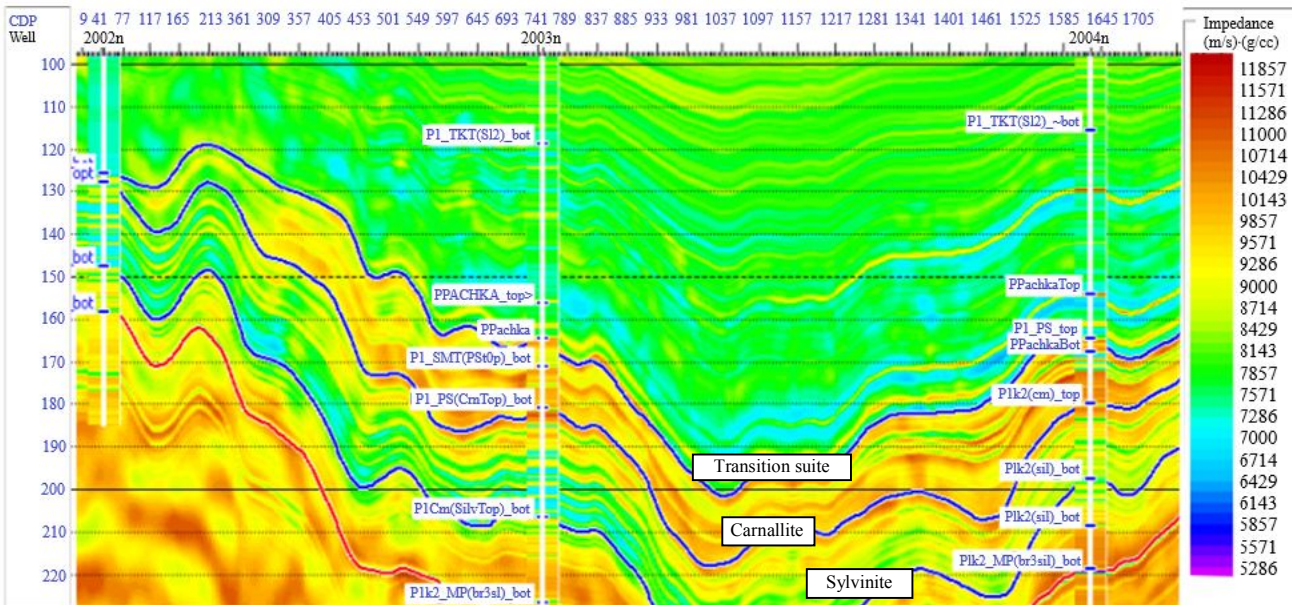 CDP 9 41 77 117 165 213 361 309 357 405 453 501 549 596 645 693 741 789 837 885 933 981 1037 1097 1157 1217 1281 1341 1401 1461 1525 1585 1645 1705
Well 2002n 2003n 2004n
Impedance
(m/s)·(g/cc)
100
110
120
130
140
150
160
170
180
190
200
210
220
opt
_bot
_bot
P1_TKT(Sl2)_bot
PPACHKA_top>
PPachka
P1_SMT(PSt0p)_bot
P1_PS(CrnTop)_bot
P1Cm(SilvTop)_bot
P1k2_MP(br3sl)_bot
P1_TKT(Sl2)_~bot
PPachkaTop
P1_PS_top
PPachkaBot
P1k2(cm)_top
Plk2(sil)_bot
Plk2(sil)_bot
Plk2_MP(br3sil)_bot
Transition suite
Carnallite
Sylvinite
11857
11571
11286
11000
10714
10429
10143
9857
9571
9286
9000
8714
8429
8143
7857
7571
7286
7000
6714
6429
6143
5857
5571
5286